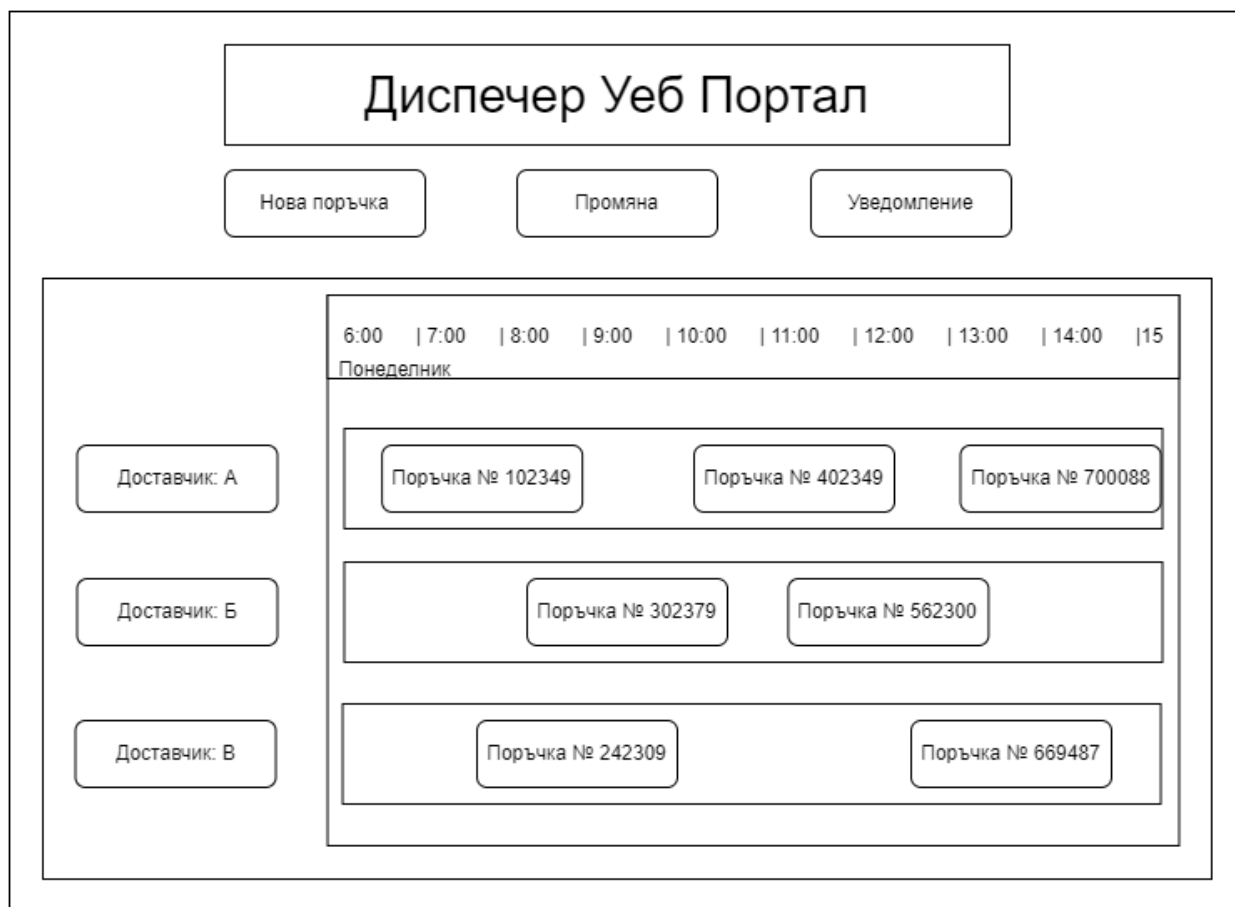 Диспечер Уеб Портал
Нова поръчка
Промяна
Уведомление
6:00 | 7:00 | 8:00 | 9:00 | 10:00 | 11:00 | 12:00 | 13:00 | 14:00 |15
Понеделник
Доставчик: А
Поръчка № 102349
Поръчка № 402349
Поръчка № 700088
Доставчик: Б
Поръчка № 302379
Поръчка № 562300
Доставчик: В
Поръчка № 242309
Поръчка № 669487